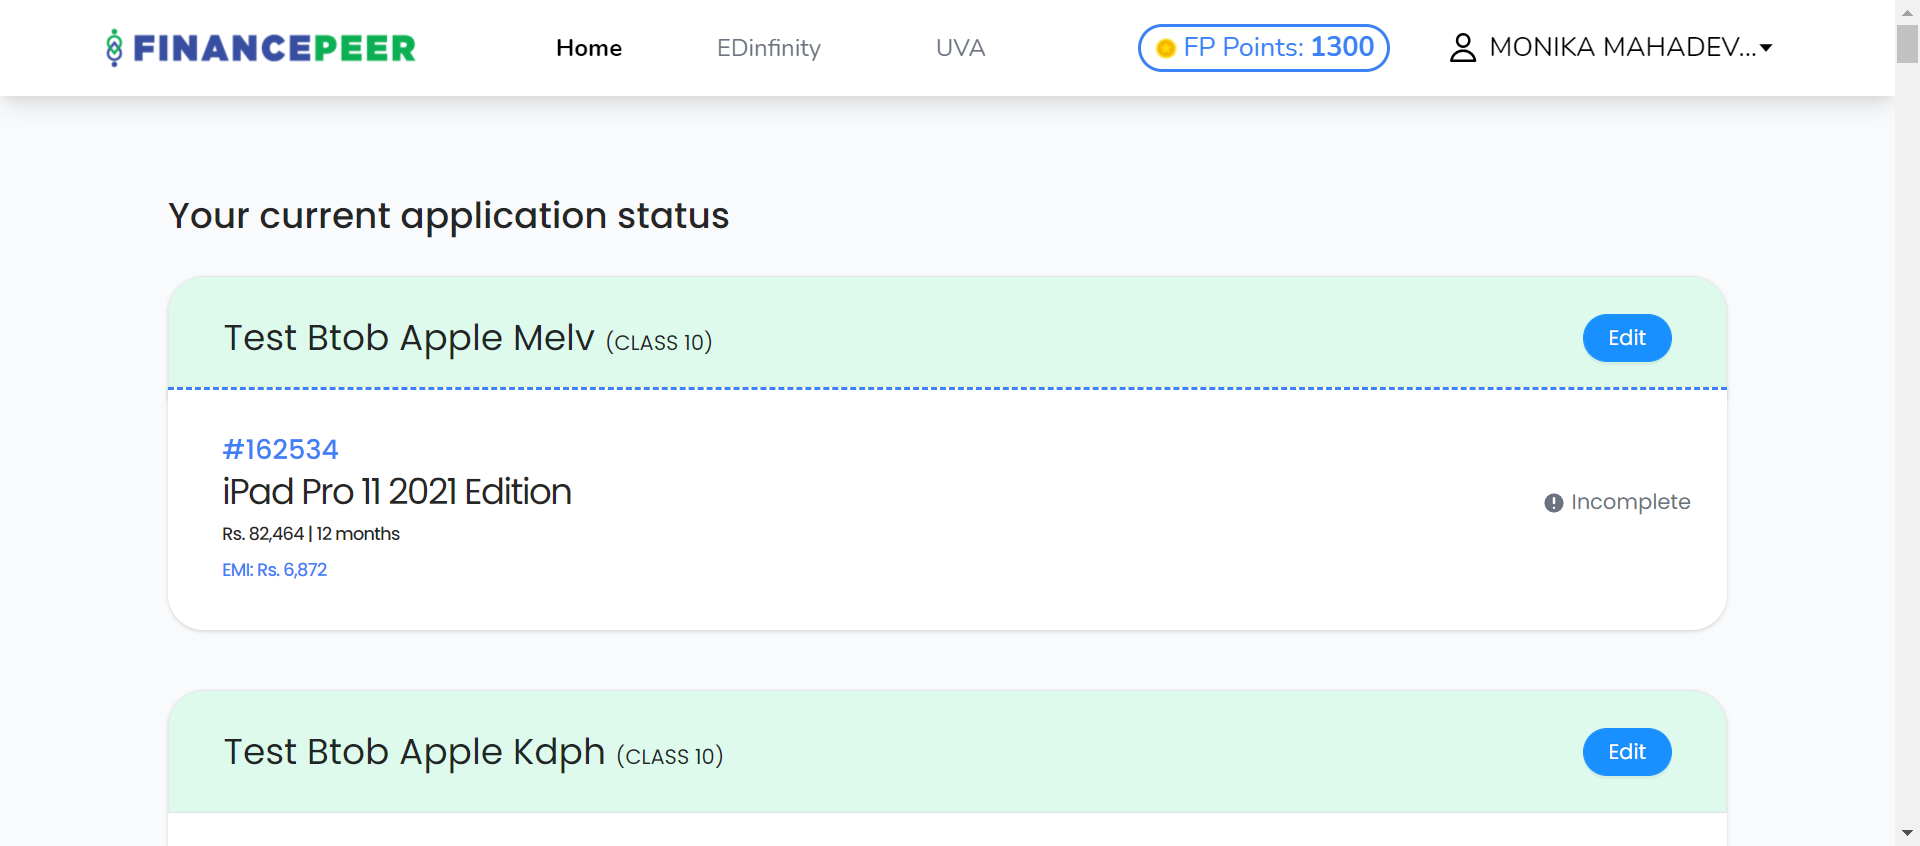 FINANCEPEER Home EDinfinity UVA FP Points: 1300 MONIKA MAHADEV...
Your current application status
Test Btob Apple Melv (CLASS 10) Edit
#162534
iPad Pro 11 2021 Edition
Incomplete
Rs. 82,464 | 12 months
EMI: Rs. 6,872
Test Btob Apple Kdph (CLASS 10) Edit